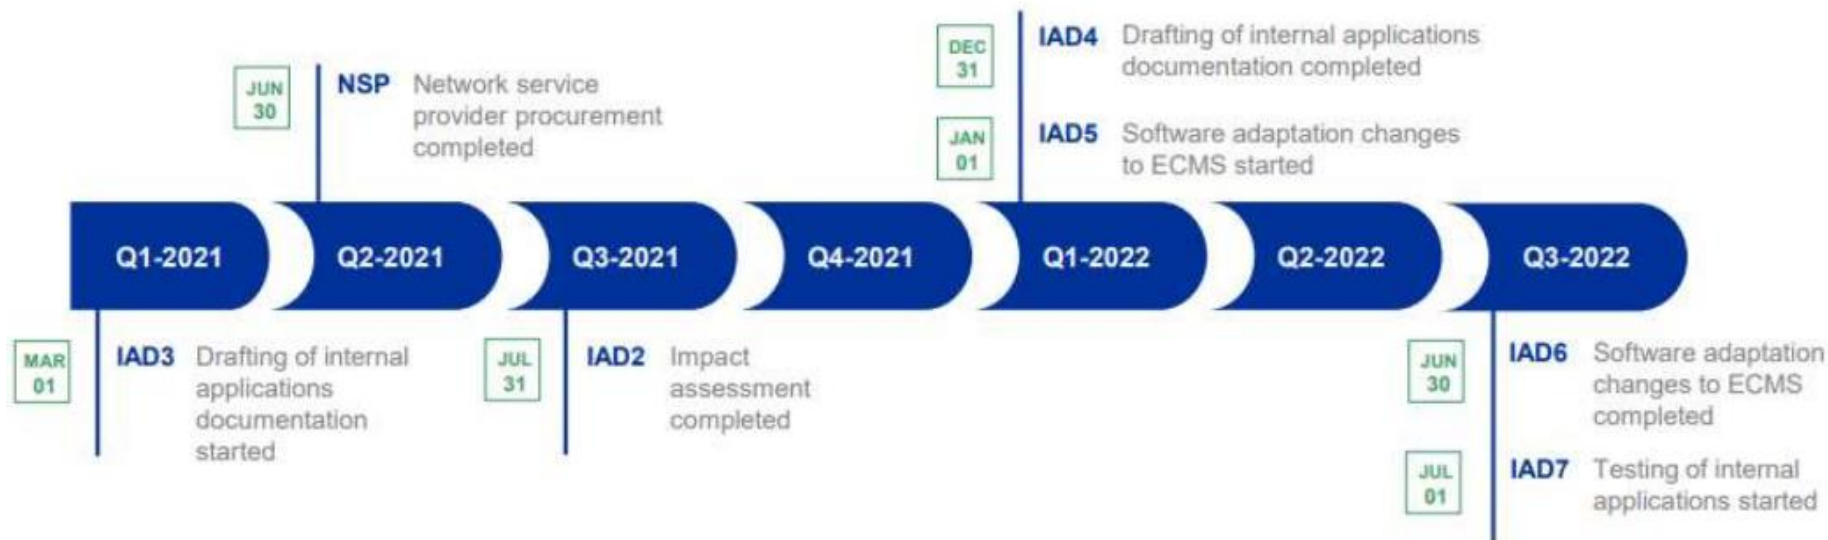 JUN
30
NSP Network service
provider procurement
completed
DEC
31
IAD4 Drafting of internal applications
documentation completed
JAN
01
IAD5 Software adaptation changes
to ECMS started
Q1-2021 Q2-2021 Q3-2021 Q4-2021 Q1-2022 Q2-2022 Q3-2022
MAR
01
IAD3 Drafting of internal
applications
documentation
started
JUL
31
IAD2 Impact
assessment
completed
JUN
30
IAD6 Software adaptation
changes to ECMS
completed
JUL
01
IAD7 Testing of internal
applications started